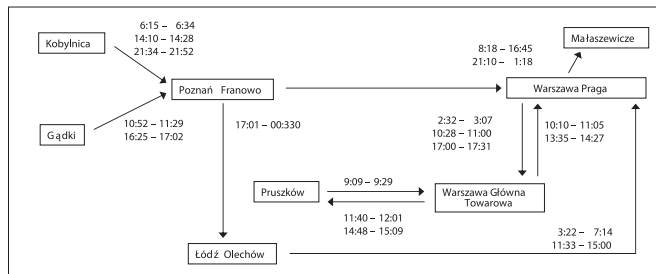 6:15 – 6:34
14:10 – 14:28
21:34 – 21:52
Kobylnica
8:18 – 16:45
21:10 – 1:18
Małaszewicze
Poznań Franowo
Warszawa Praga
Gądki
10:52 – 11:29
16:25 – 17:02
17:01 – 00:330
2:32 – 3:07
10:28 – 11:00
17:00 – 17:31
10:10 – 11:05
13:35 – 14:27
Pruszków
9:09 – 9:29
Warszawa Główna
Towarowa
11:40 – 12:01
14:48 – 15:09
Łódź Olechów
3:22 – 7:14
11:33 – 15:00